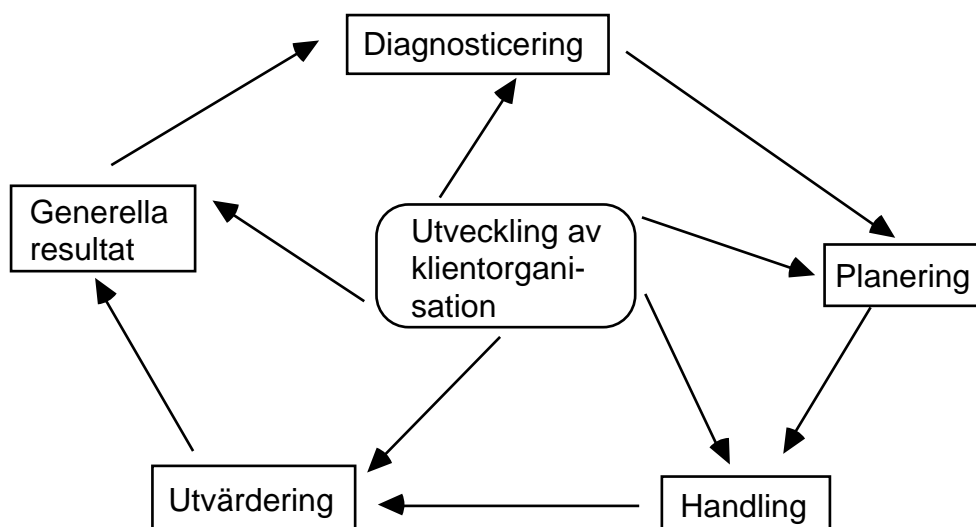 Diagnosticering
Generella
resultat
Utveckling av
klientorgani-
sation
Planering
Utvärdering
Handling